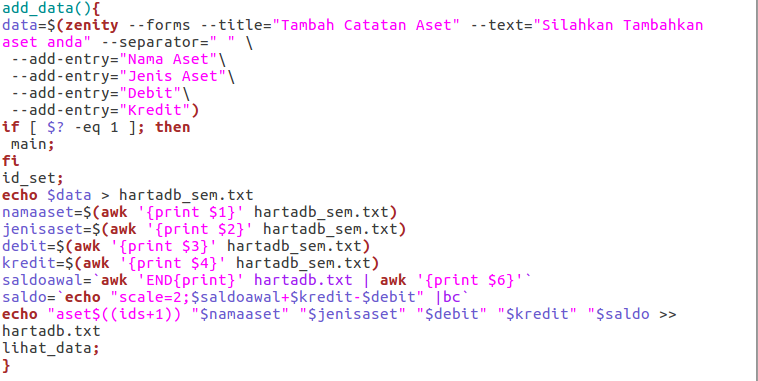 add_data(){
data=$(zenity --forms --title="Tambah Catatan Aset" --text="Silahkan Tambahkan
aset anda" --separator=" " \
 --add-entry="Nama Aset"\
 --add-entry="Jenis Aset"\
 --add-entry="Debit"\
 --add-entry="Kredit")
if [ $? -eq 1 ]; then
 main;
fi
id_set;
echo $data > hartadb_sem.txt
namaaset=$(awk '{print $1}' hartadb_sem.txt)
jenisaset=$(awk '{print $2}' hartadb_sem.txt)
debit=$(awk '{print $3}' hartadb_sem.txt)
kredit=$(awk '{print $4}' hartadb_sem.txt)
saldoawal=`awk 'END{print}' hartadb.txt | awk '{print $6}'`
saldo=`echo "scale=2;$saldoawal+$kredit-$debit" |bc`
echo "aset$((ids+1)) "$namaaset" "$jenisaset" "$debit" "$kredit" "$saldo >>
hartadb.txt
lihat_data;
}